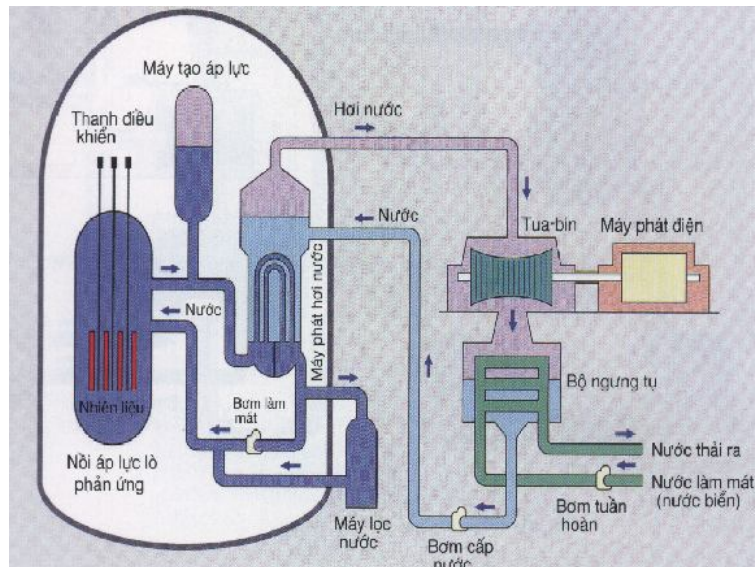 Máy tạo áp lực
Thanh điều
khiển
Hơi nước
Nước
Tua-bin
Máy phát điện
Nước
Máy phát hơi nước
Nhiên liệu
Bơm làm
mát
Bộ ngưng tụ
Nồi áp lực lò
phản ứng
Nước thải ra
Nước làm mát
(nước biển)
Bơm tuần
hoàn
Máy lọc
nước
Bơm cấp
nước